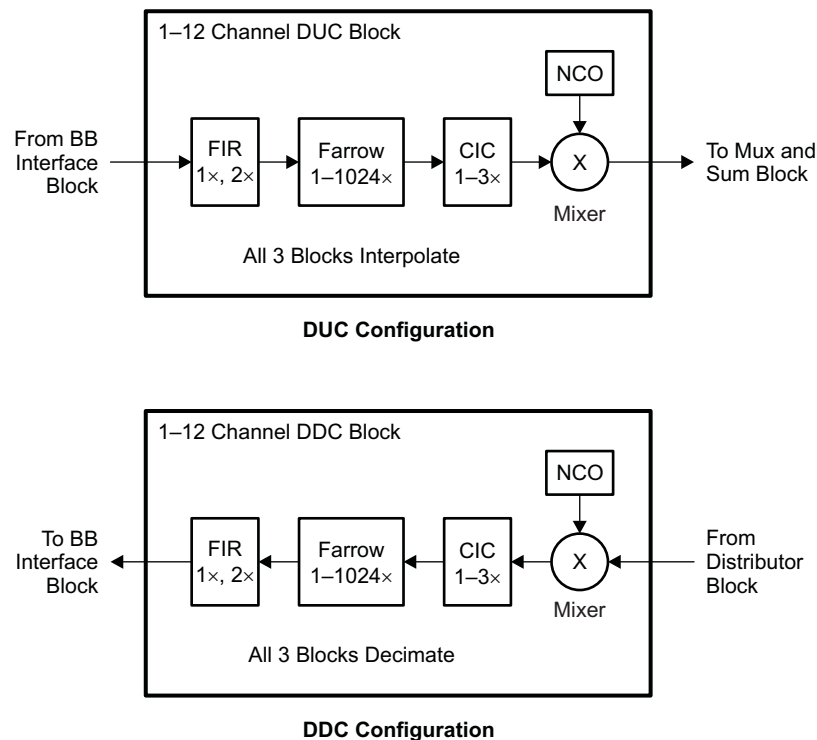 1–12 Channel DUC Block
NCO
From BB
Interface
Block
FIR
1×, 2×
Farrow
1–1024×
CIC
1–3×
X
Mixer
To Mux and
Sum Block
All 3 Blocks Interpolate
DUC Configuration
1–12 Channel DDC Block
NCO
To BB
Interface
Block
FIR
1×, 2×
Farrow
1–1024×
CIC
1–3×
X
Mixer
From
Distributor
Block
All 3 Blocks Decimate
DDC Configuration